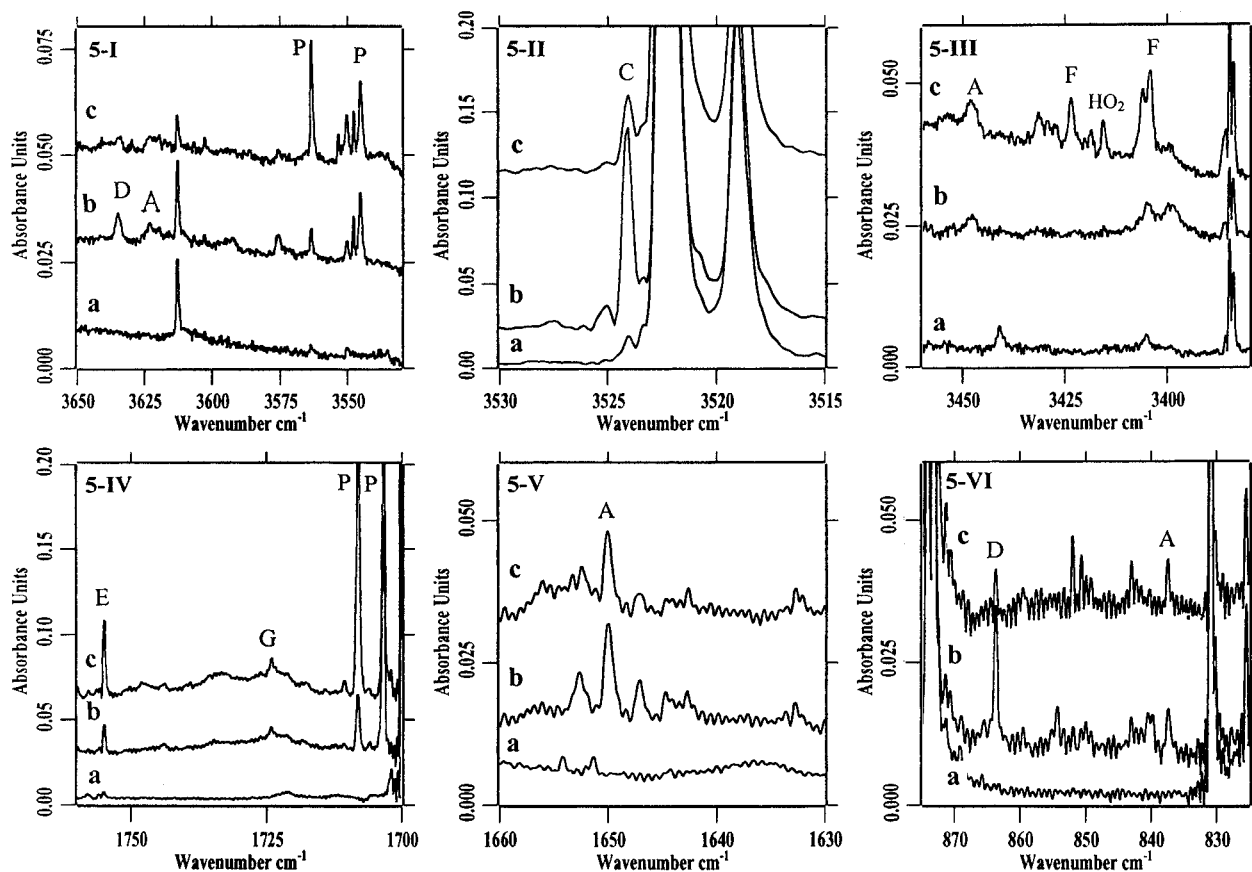 5-I
P
P
c
D
A
b
a
0.075
0.050
0.025
0.000
Absorbance Units
3650 3625 3600 3575 3550
Wavenumber cm-1
5-II
C
c
b
a
0.20
0.15
0.10
0.05
0.00
Absorbance Units
3530 3524 3520 3515
Wavenumber cm-1
5-III
F
F
c
A
HO2
b
a
0.050
0.025
0.000
Absorbance Units
3450 3425 3400
Wavenumber cm-1
5-IV
P P
E
G
c
b
a
0.20
0.15
0.10
0.05
0.00
Absorbance Units
1750 1725 1700
Wavenumber cm-1
5-V
A
c
b
a
0.050
0.025
0.000
Absorbance Units
1660 1650 1640 1630
Wavenumber cm-1
5-VI
c
D
A
b
a
0.050
0.025
0.000
Absorbance Units
870 860 850 840 830
Wavenumber cm-1